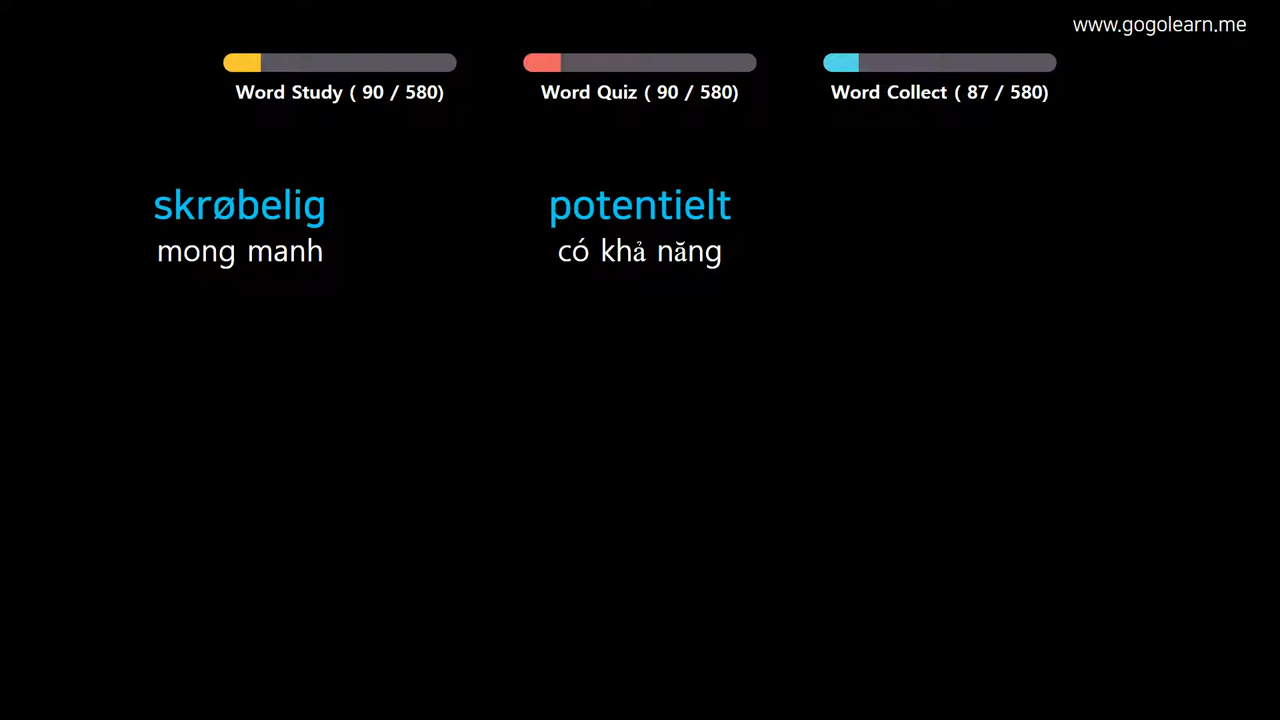 www.gogolearn.me
Word Study ( 90 / 580)
Word Quiz ( 90 / 580)
Word Collect ( 87 / 580)
skrøbelig
mong manh
potentielt
có khả năng